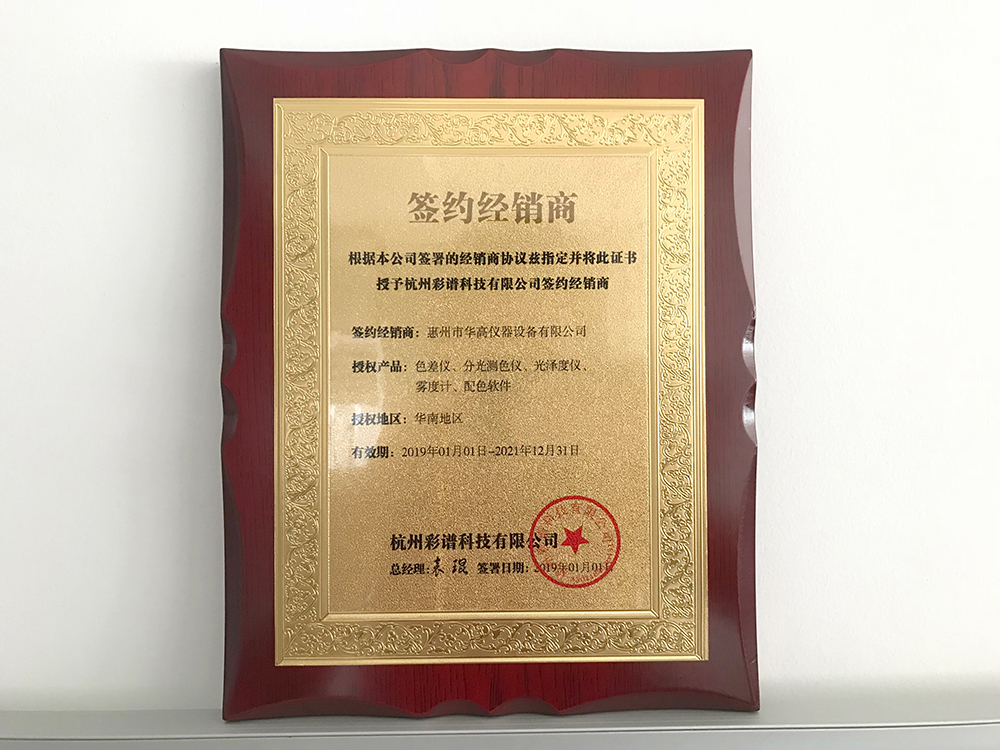 签约经销商
根据本公司签署的经销商协议兹指定并将此证书
授予杭州彩谱科技有限公司签约经销商
签约经销商：惠州市华高仪器设备有限公司
授权产品：色差仪、分光测色仪、光泽度仪、
雾度计、配色软件
授权地区：华南地区
有效期：2019年01月01日-2021年12月31日
杭州彩谱科技有限公司
总经理：袁琨 签署日期：2019年01月01日